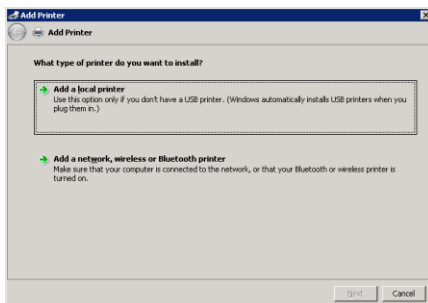 Add Printer
Add Printer
What type of printer do you want to install?
Add a local printer
Use this option only if you don't have a USB printer. (Windows automatically installs USB printers when you
plug them in.)
Add a network, wireless or Bluetooth printer
Make sure that your computer is connected to the network, or that your Bluetooth or wireless printer is
turned on.
Next Cancel